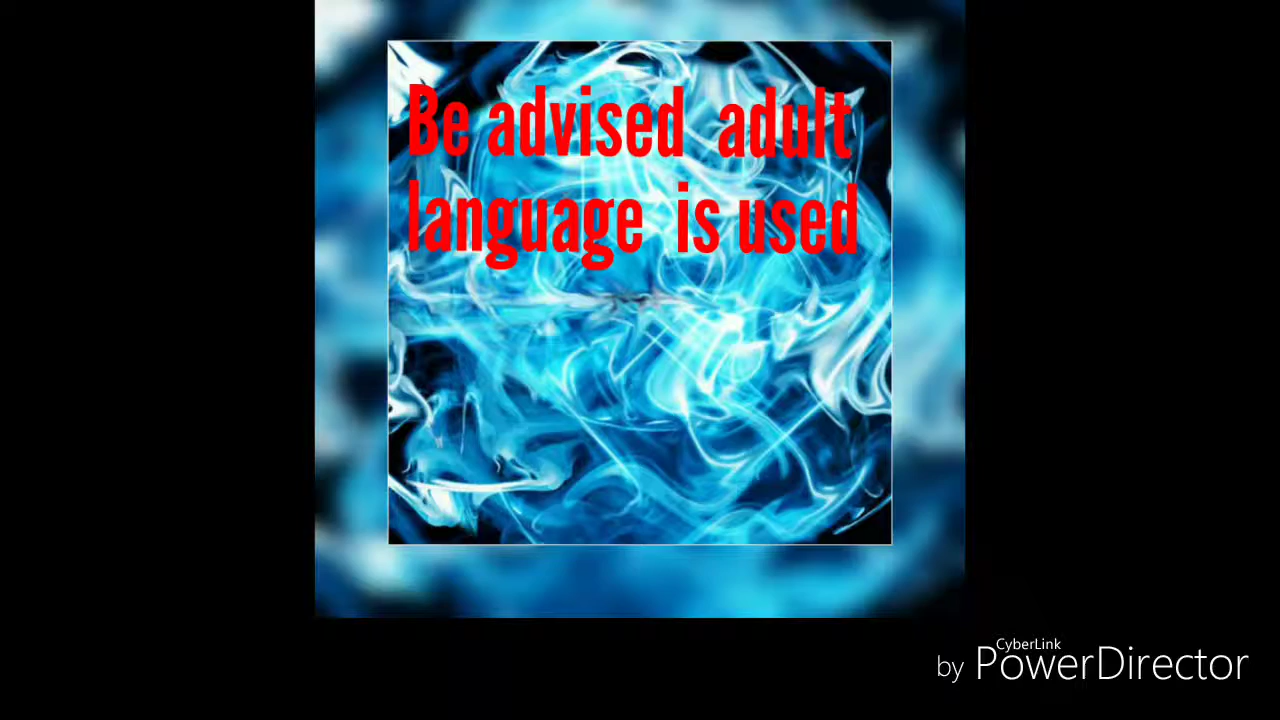 Be advised adult
language is used
CyberLink
by PowerDirector